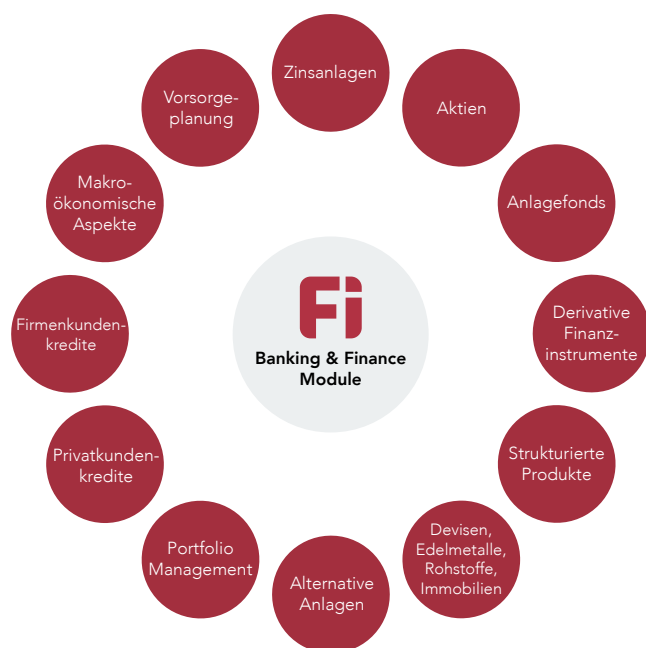 Zinsanlagen
Aktien
Anlagefonds
Derivative
Finanz-
instrumente
Strukturierte
Produkte
Devisen,
Edelmetalle,
Rohstoffe,
Immobilien
Alternative
Anlagen
Portfolio
Management
Privatkunden-
kredite
Firmenkunden-
kredite
Makro-
ökonomische
Aspekte
Vorsorge-
planung
Fi
Banking & Finance
Module